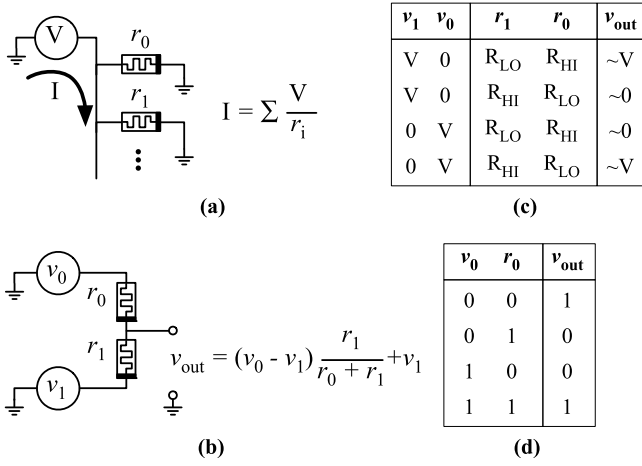 V
I
r0
r1
I = Σ V / ri
(a)
v1 v0 r1 r0 vout
V 0 RLO RHI ~V
V 0 RHI RLO ~0
0 V RLO RHI ~0
0 V RHI RLO ~V
(c)
v0
r0
r1
v1
vout = (v0 - v1) r1 / r0 + r1 +v1
(b)
v0 r0 vout
0 0 1
0 1 0
1 0 0
1 1 1
(d)